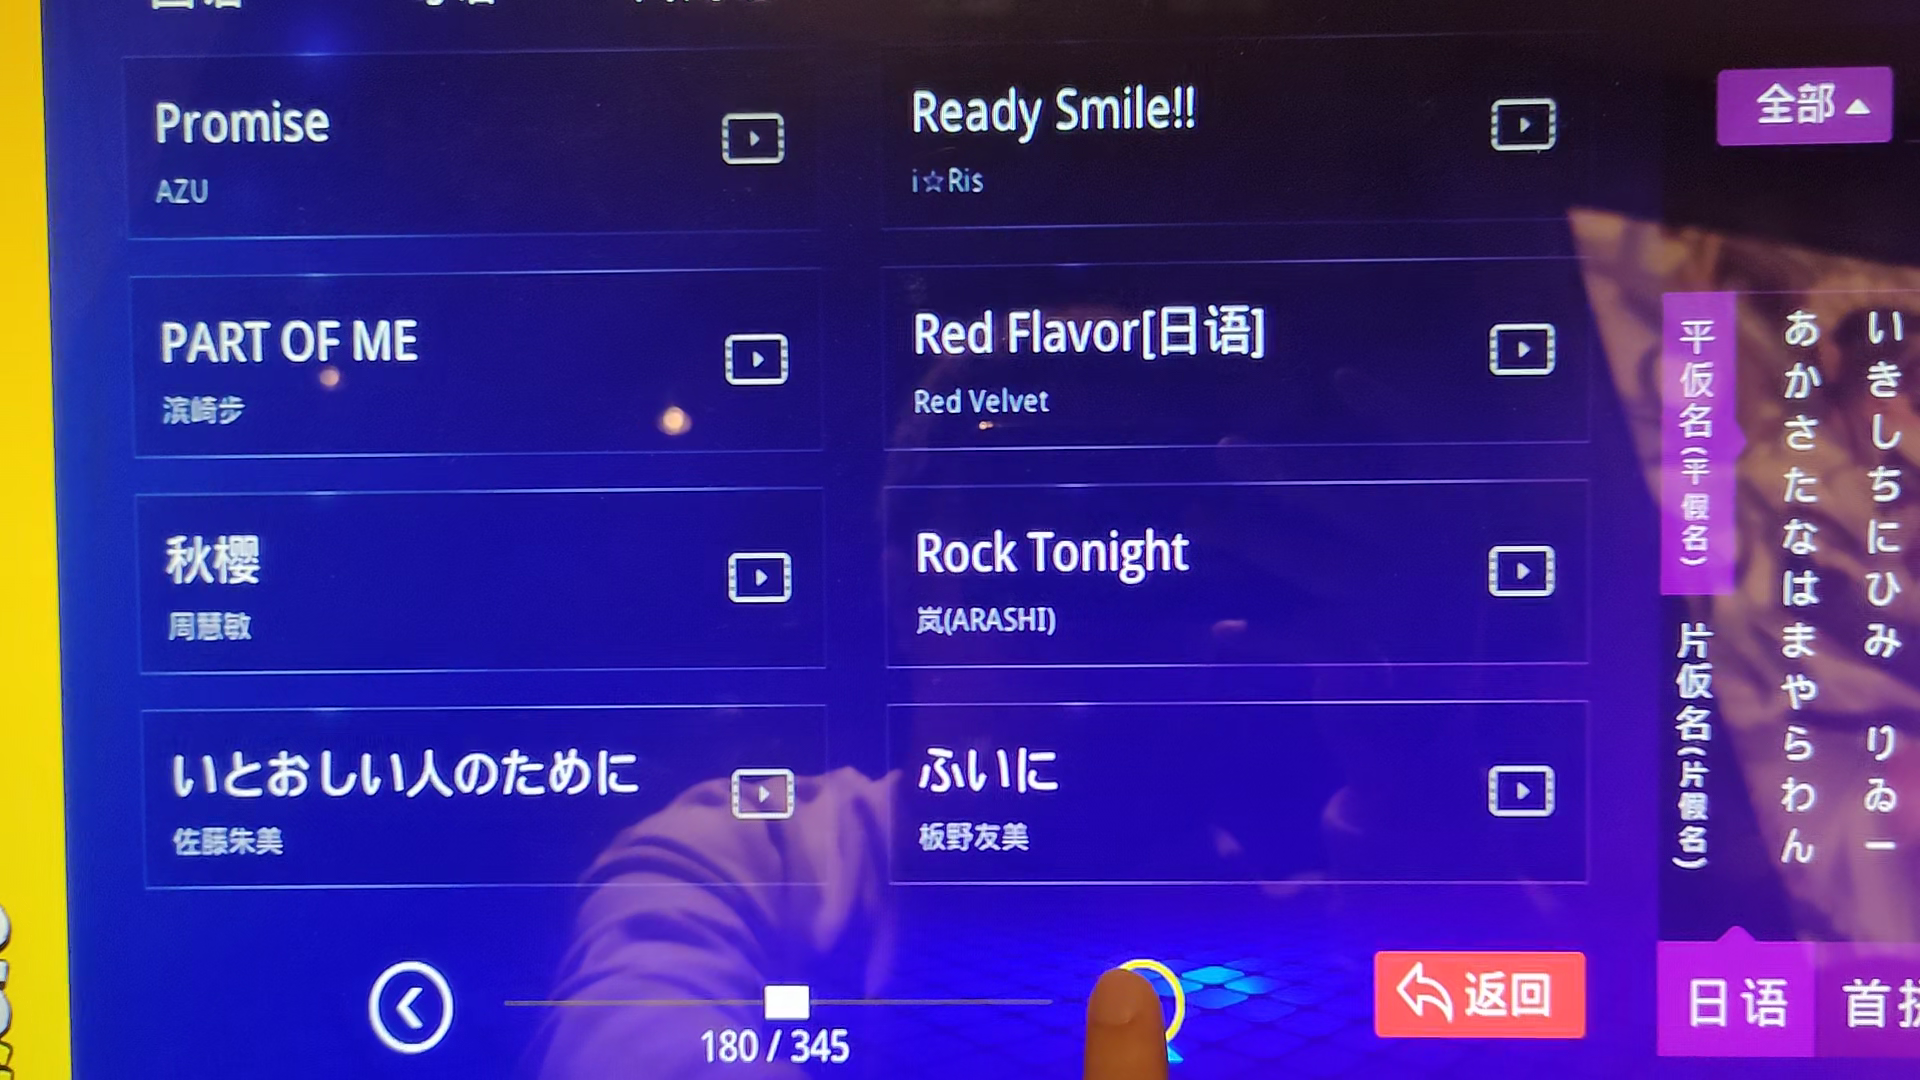 Promise
AZU
Ready Smile!!
i☆Ris
全部
PART OF ME
滨崎步
Red Flavor[日语]
Red Velvet
秋樱
周慧敏
Rock Tonight
岚(ARASHI)
いとおしい人のために
佐藤朱美
ふいに
板野友美
平仮名(平假名)
片仮名(片假名)
あかさたなはまやらわん
いきしちにひみ りゐー
180 / 345
返回
日语
首